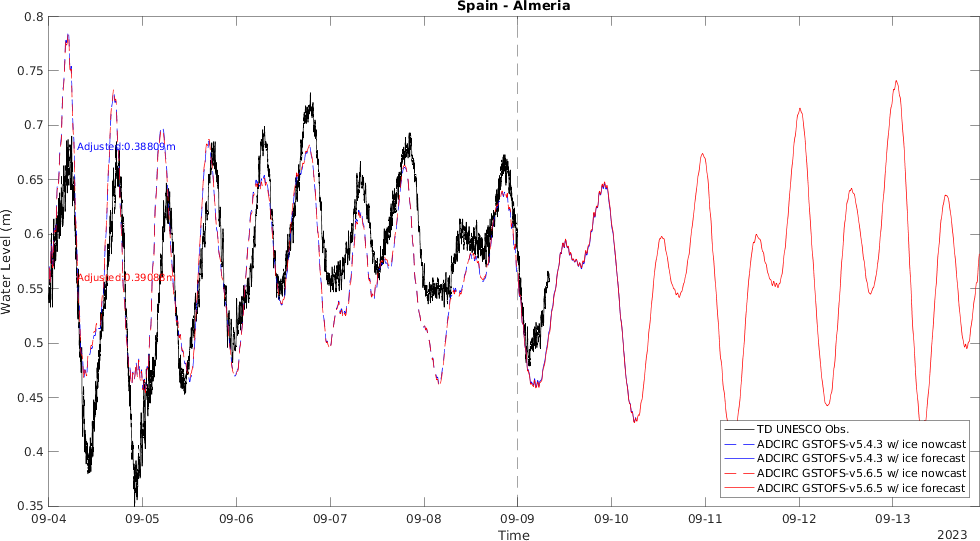 Spain - Almeria
0.8
0.75
0.7
0.65
0.6
0.55
0.5
0.45
0.4
0.35
Water Level (m)
Adjusted:0.38809m
Adjusted:0.39088m
TD UNESCO Obs.
ADCIRC GSTOFS-v5.4.3 w/ ice nowcast
ADCIRC GSTOFS-v5.4.3 w/ ice forecast
ADCIRC GSTOFS-v5.6.5 w/ ice nowcast
ADCIRC GSTOFS-v5.6.5 w/ ice forecast
09-04 09-05 09-06 09-07 09-08 09-09 09-10 09-11 09-12 09-13
Time
2023